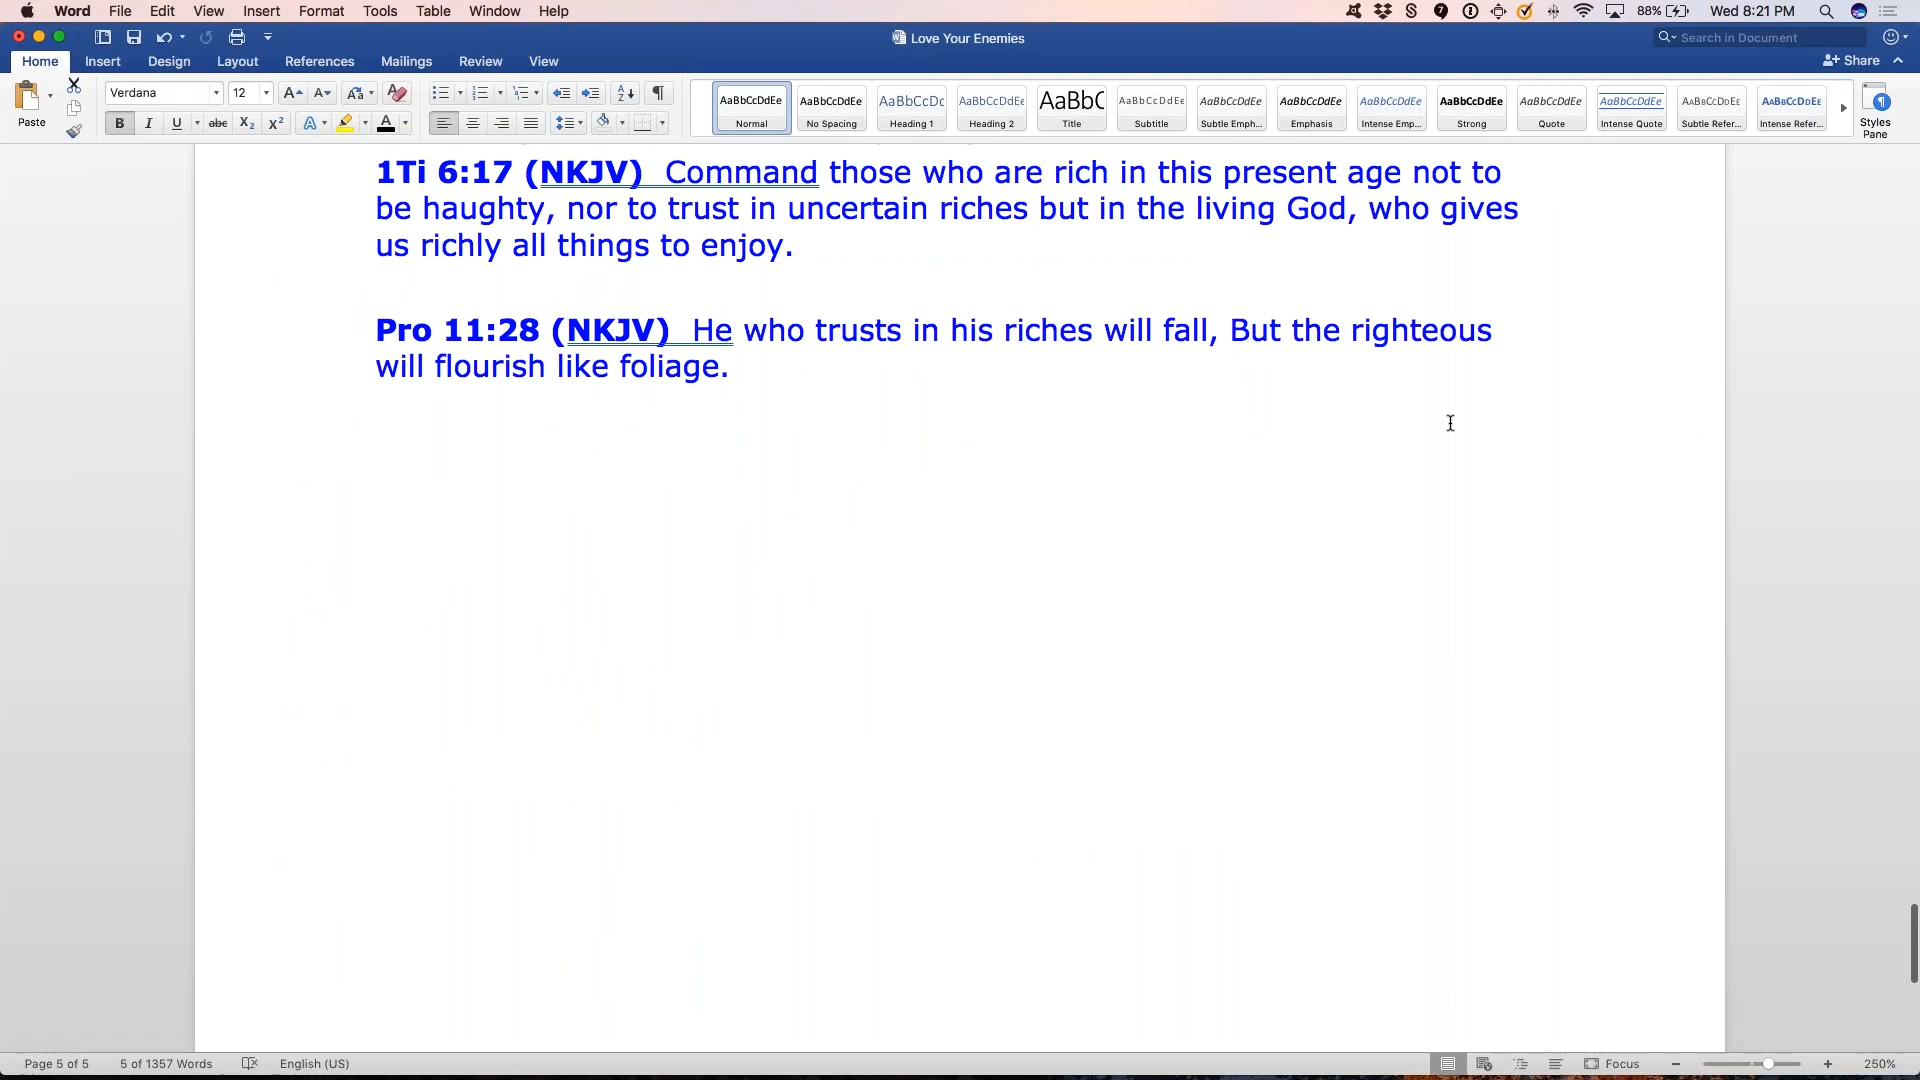 Word File Edit View Insert Format Tools Table Window Help 88% Wed 8:21 PM
Love Your Enemies Search in Document
Home Insert Design Layout References Mailings Review View Share
Verdana 12 Aa
AaBbCcDdEe AaBbCcDdEe AaBbCcDc AaBbCcDdEe AaBbC AaBbCcDdEe AaBbCcDdEe AaBbCcDdEe AaBbCcDdEe AaBbCcDdEe AaBbCcDdEe AaBbCcDdEe AaBbCcDdEe AaBbCcDdEe
Paste B I U abc X2 X2 A A Normal No Spacing Heading 1 Heading 2 Title Subtitle Subtle Emph... Emphasis Intense Emp... Strong Quote Intense Quote Subtle Refer... Intense Refer... Styles
Pane
1Ti 6:17 (NKJV) Command those who are rich in this present age not to
be haughty, nor to trust in uncertain riches but in the living God, who gives
us richly all things to enjoy.
Pro 11:28 (NKJV) He who trusts in his riches will fall, But the righteous
will flourish like foliage.
Page 5 of 5 5 of 1357 Words English (US) Focus 250%